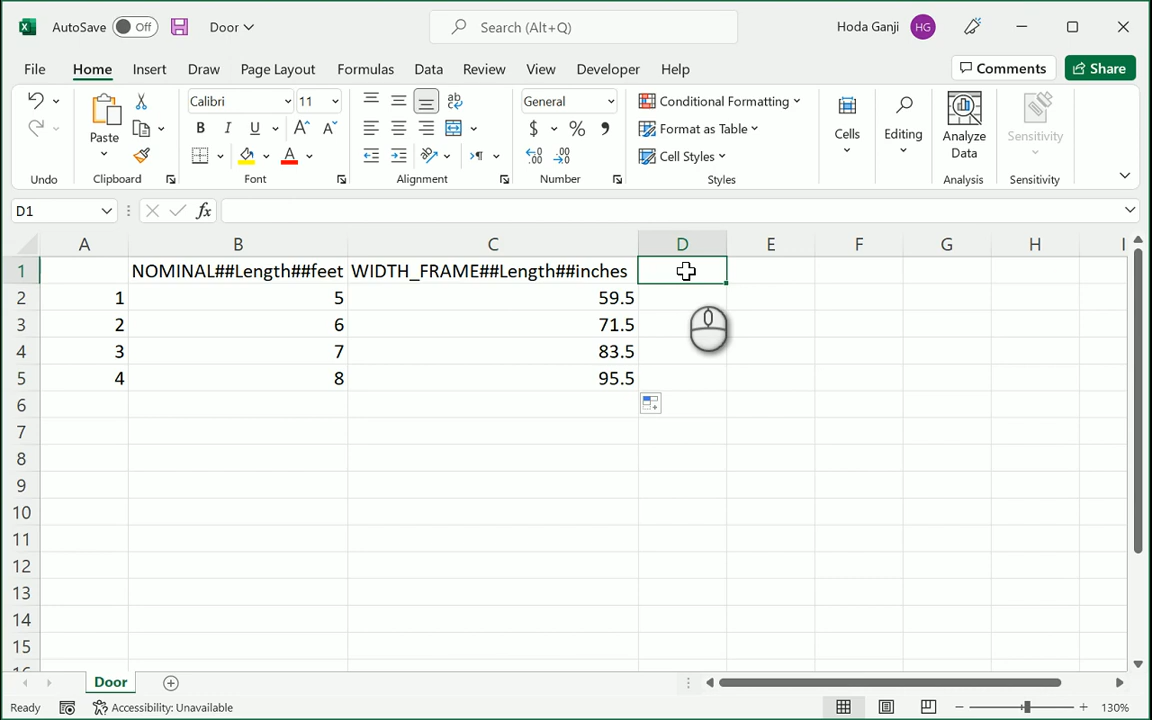 AutoSave Off Door Search (Alt+Q) Hoda Ganji HG
File Home Insert Draw Page Layout Formulas Data Review View Developer Help Comments Share
Calibri 11 General Conditional Formatting
Paste B I U A A $ % 9 Format as Table Cells Editing Analyze Data Sensitivity
Cell Styles
Undo Clipboard Font Alignment Number Styles Analysis Sensitivity
D1 fx
A B C D E F G H I
1 NOMINAL##Length##feet WIDTH_FRAME##Length##inches
2 1 5 59.5
3 2 6 71.5
4 3 7 83.5
5 4 8 95.5
6
7
8
9
10
11
12
13
14
15
16
Door
Ready Accessibility: Unavailable 130%